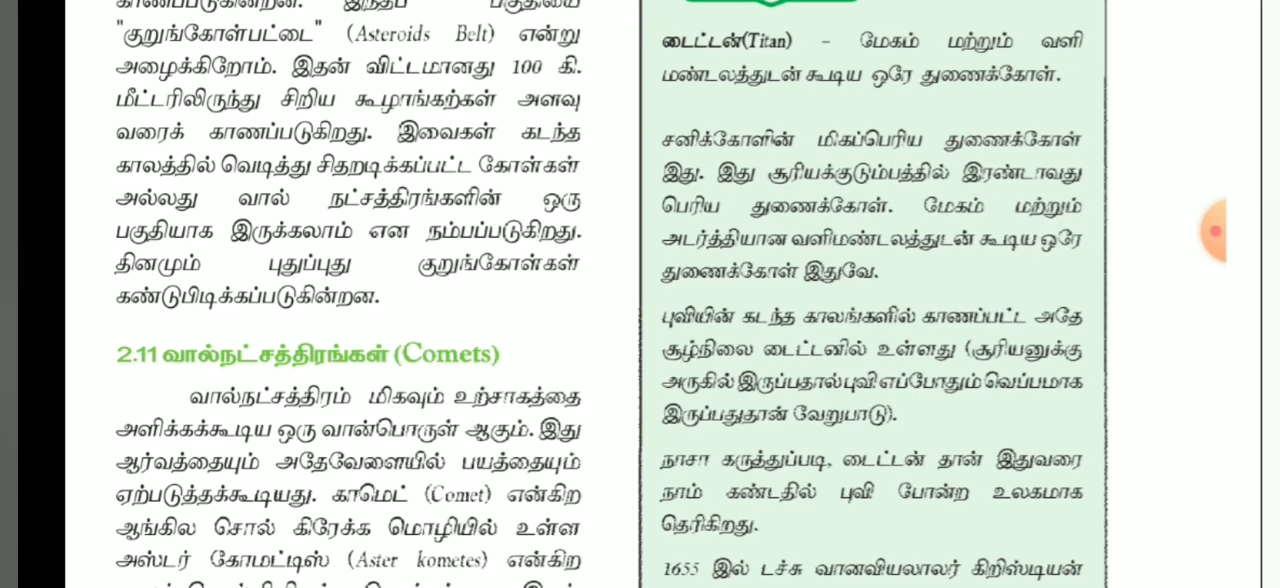 "குறுங்கோள்பட்டை" (Asteroids Belt) என்று
அழைக்கிறோம். இதன் விட்டமானது 100 கி.
மீட்டரிலிருந்து சிறிய கூழாங்கற்கள் அளவு
வரைக் காணப்படுகிறது. இவைகள் கடந்த
காலத்தில் வெடித்து சிதறடிக்கப்பட்ட கோள்கள்
அல்லது வால் நட்சத்திரங்களின் ஒரு
பகுதியாக இருக்கலாம் என நம்பப்படுகிறது.
தினமும் புதுப்புது குறுங்கோள்கள்
கண்டுபிடிக்கப்படுகின்றன.
2.11 வால்நட்சத்திரங்கள் (Comets)
வால்நட்சத்திரம் மிகவும் உற்சாகத்தை
அளிக்கக்கூடிய ஒரு வான்பொருள் ஆகும். இது
ஆர்வத்தையும் அதேவேளையில் பயத்தையும்
ஏற்படுத்தக்கூடியது. காமெட் (Comet) என்கிற
ஆங்கில சொல் கிரேக்க மொழியில் உள்ள
அஸ்டர் கோமட்டிஸ் (Aster kometes) என்கிற
டைட்டன்(Titan) – மேகம் மற்றும் வளி
மண்டலத்துடன் கூடிய ஒரே துணைக்கோள்.
சனிக்கோளின் மிகப்பெரிய துணைக்கோள்
இது. இது சூரியக்குடும்பத்தில் இரண்டாவது
பெரிய துணைக்கோள். மேகம் மற்றும்
அடர்த்தியான வளிமண்டலத்துடன் கூடிய ஒரே
துணைக்கோள் இதுவே.
புவியின் கடந்த காலங்களில் காணப்பட்ட அதே
சூழ்நிலை டைட்டனில் உள்ளது (சூரியனுக்கு
அருகில் இருப்பதால் புவி எப்போதும் வெப்பமாக
இருப்பதுதான் வேறுபாடு).
நாசா கருத்துப்படி, டைட்டன் தான் இதுவரை
நாம் கண்டதில் புவி போன்ற உலகமாக
தெரிகிறது.
1655 இல் டச்சு வானவியலாலர் கிறிஸ்டியன்